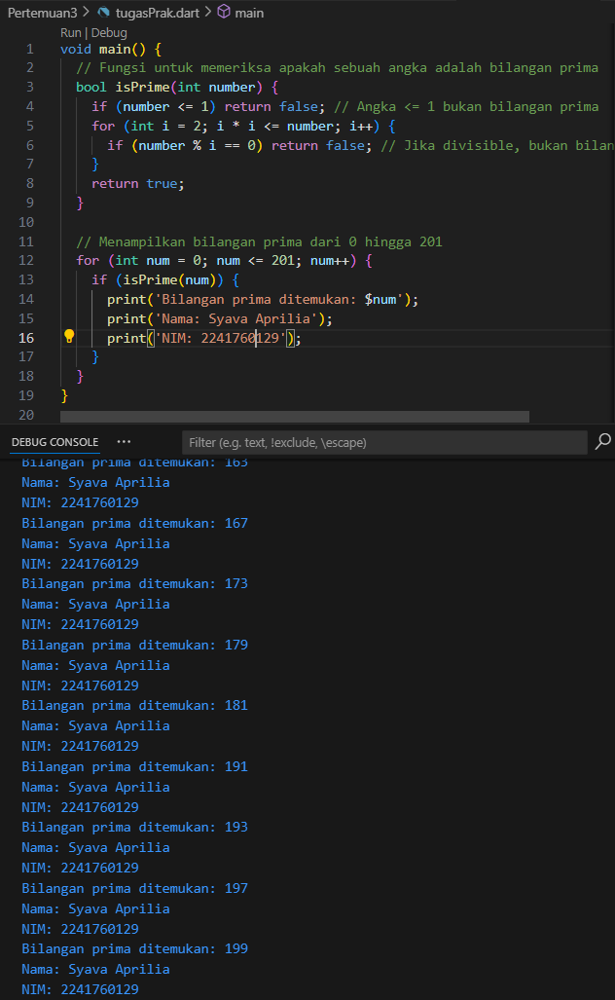 Pertemuan3 > tugasPrak.dart > main
Run | Debug
1 void main() {
2 // Fungsi untuk memeriksa apakah sebuah angka adalah bilangan prima
3 bool isPrime(int number) {
4 if (number <= 1) return false; // Angka <= 1 bukan bilangan prima
5 for (int i = 2; i * i <= number; i++) {
6 if (number % i == 0) return false; // Jika divisible, bukan bilan
7 }
8 return true;
9 }
10
11 // Menampilkan bilangan prima dari 0 hingga 201
12 for (int num = 0; num <= 201; num++) {
13 if (isPrime(num)) {
14 print('Bilangan prima ditemukan: $num');
15 print('Nama: Syava Aprilia');
16 print('NIM: 2241760129');
17 }
18 }
19 }
20
DEBUG CONSOLE ···
Filter (e.g. text, !exclude, \escape)
Bilangan prima ditemukan: 163
Nama: Syava Aprilia
NIM: 2241760129
Bilangan prima ditemukan: 167
Nama: Syava Aprilia
NIM: 2241760129
Bilangan prima ditemukan: 173
Nama: Syava Aprilia
NIM: 2241760129
Bilangan prima ditemukan: 179
Nama: Syava Aprilia
NIM: 2241760129
Bilangan prima ditemukan: 181
Nama: Syava Aprilia
NIM: 2241760129
Bilangan prima ditemukan: 191
Nama: Syava Aprilia
NIM: 2241760129
Bilangan prima ditemukan: 193
Nama: Syava Aprilia
NIM: 2241760129
Bilangan prima ditemukan: 197
Nama: Syava Aprilia
NIM: 2241760129
Bilangan prima ditemukan: 199
Nama: Syava Aprilia
NIM: 2241760129